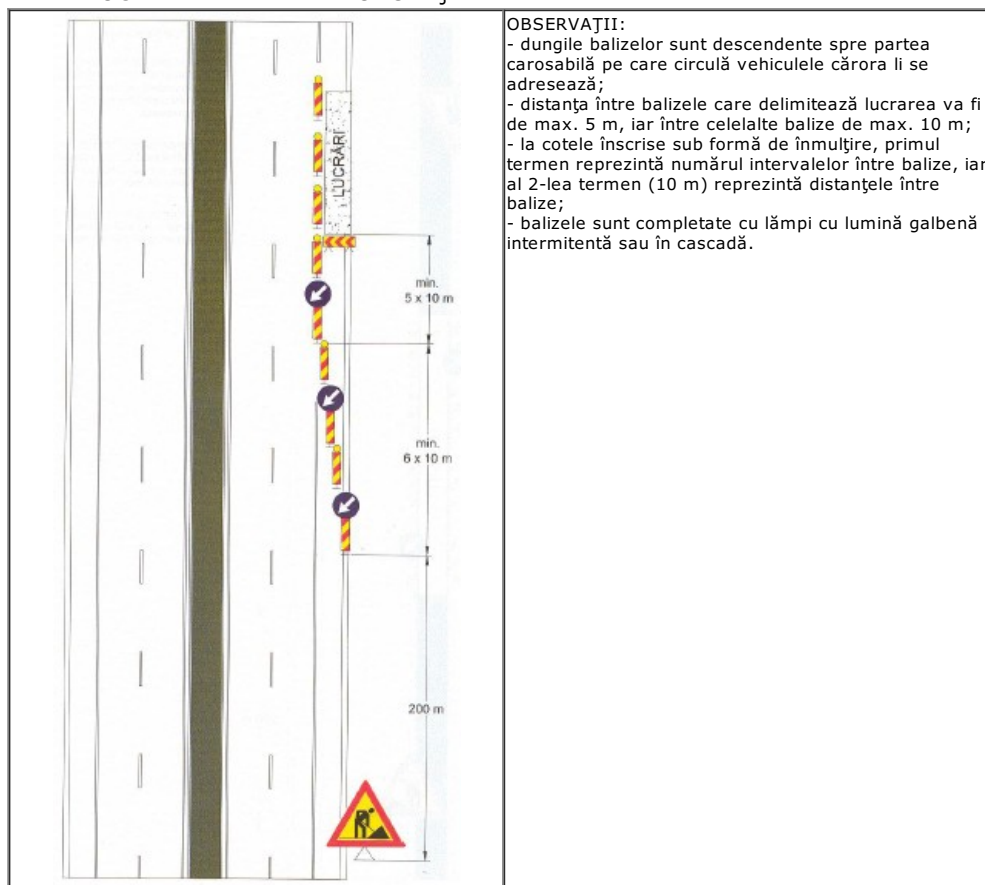 OBSERVAŢII:
- dungile balizelor sunt descendente spre partea
carosabilă pe care circulă vehiculele cărora li se
adresează;
- distanţa între balizele care delimitează lucrarea va fi
de max. 5 m, iar între celelalte balize de max. 10 m;
- la cotele înscrise sub formă de înmulţire, primul
termen reprezintă numărul intervalelor între balize, iar
al 2-lea termen (10 m) reprezintă distanţele între
balize;
- balizele sunt completate cu lămpi cu lumină galbenă
intermitentă sau în cascadă.
LUCRĂRI
min.
5 x 10 m
min.
6 x 10 m
200 m